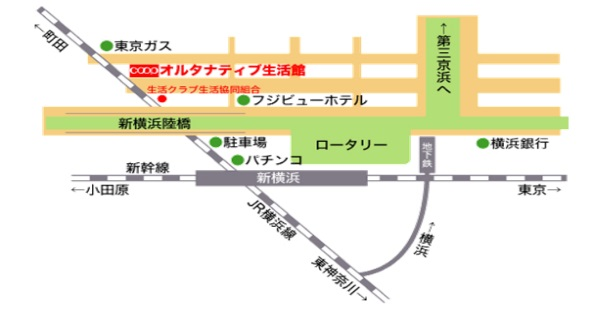 ←町田
東京ガス
オルタナティブ生活館
生活クラブ生活協同組合
フジビューホテル
←第三京浜へ
新横浜陸橋
駐車場
ロータリー
パチンコ
地下鉄
横浜銀行
新幹線
新横浜
←小田原
東京→
JR横浜線
←横浜
東神奈川→